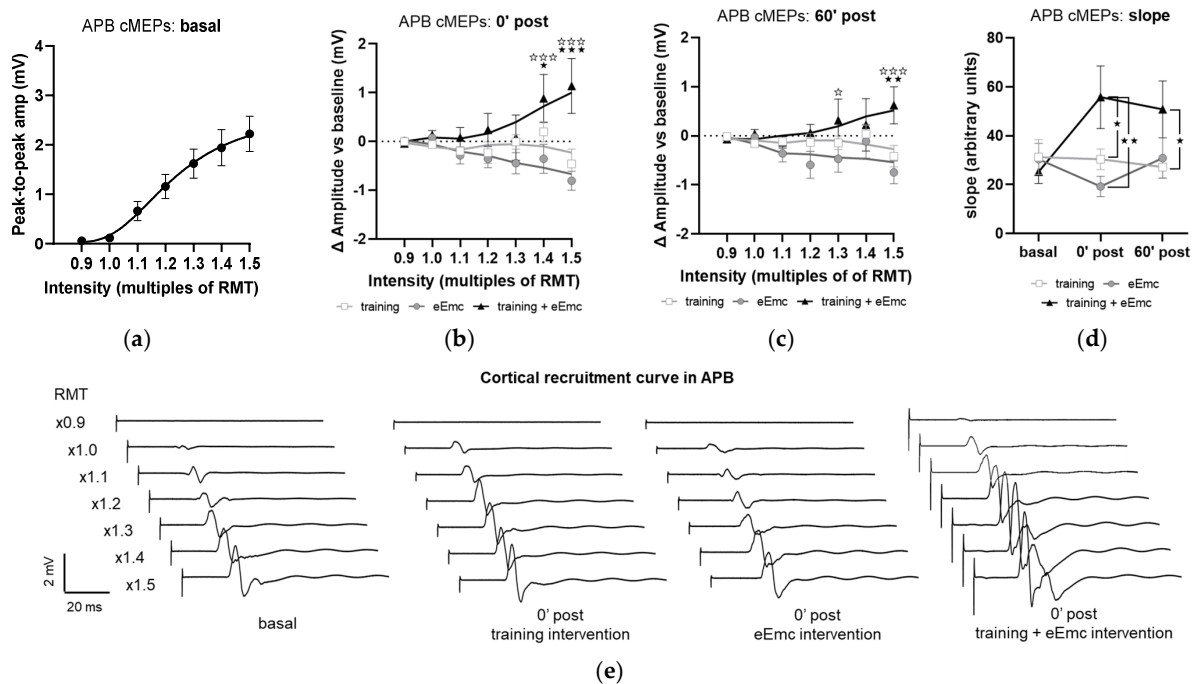 APB cMEPs: basal
Peak-to-peak amp (mV)
4
3
2
1
0
0.9 1.0 1.1 1.2 1.3 1.4 1.5
Intensity (multiples of RMT)
(a)
APB cMEPs: 0' post
Δ Amplitude vs baseline (mV)
2
1
0
-1
-2
☆☆☆
★
☆☆☆
★★★
0.9 1.0 1.1 1.2 1.3 1.4 1.5
Intensity (multiples of RMT)
training eEmc training + eEmc
(b)
APB cMEPs: 60' post
Δ Amplitude vs baseline (mV)
2
1
0
-1
-2
☆
☆☆☆
★★
0.9 1.0 1.1 1.2 1.3 1.4 1.5
Intensity (multiples of of RMT)
training eEmc training + eEmc
(c)
APB cMEPs: slope
slope (arbitrary units)
80
60
40
20
0
★
★★
★
basal 0' post 60' post
training eEmc
training + eEmc
(d)
Cortical recruitment curve in APB
RMT
x0.9
x1.0
x1.1
x1.2
x1.3
x1.4
x1.5
2 mV
20 ms
basal
0' post
training intervention
0' post
eEmc intervention
0' post
training + eEmc intervention
(e)